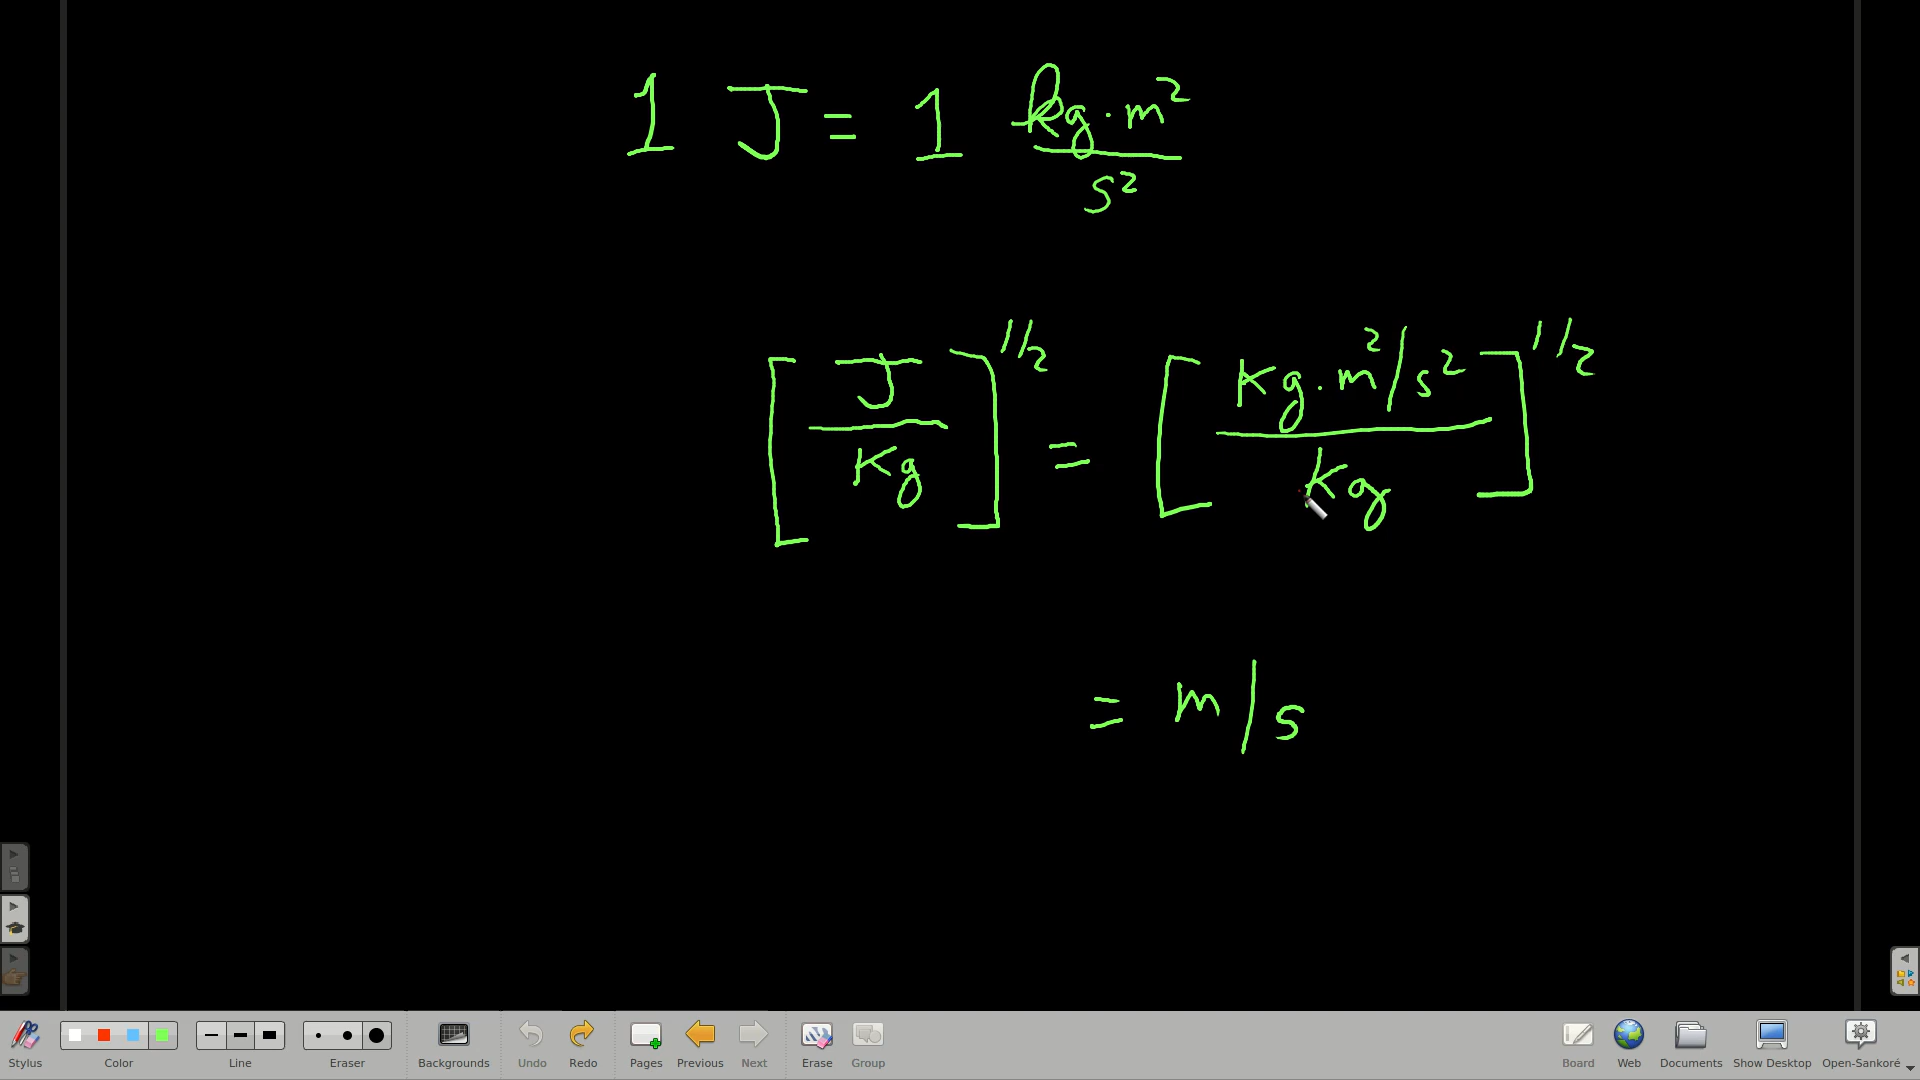 1 J = 1 kg·m²/s²
[J/Kg]^1/2 = [Kg·m²/s²/Kg]^1/2
= m/s
Stylus Color Line Eraser Backgrounds Undo Redo Pages Previous Next Erase Group Board Web Documents Show Desktop Open-Sankoré